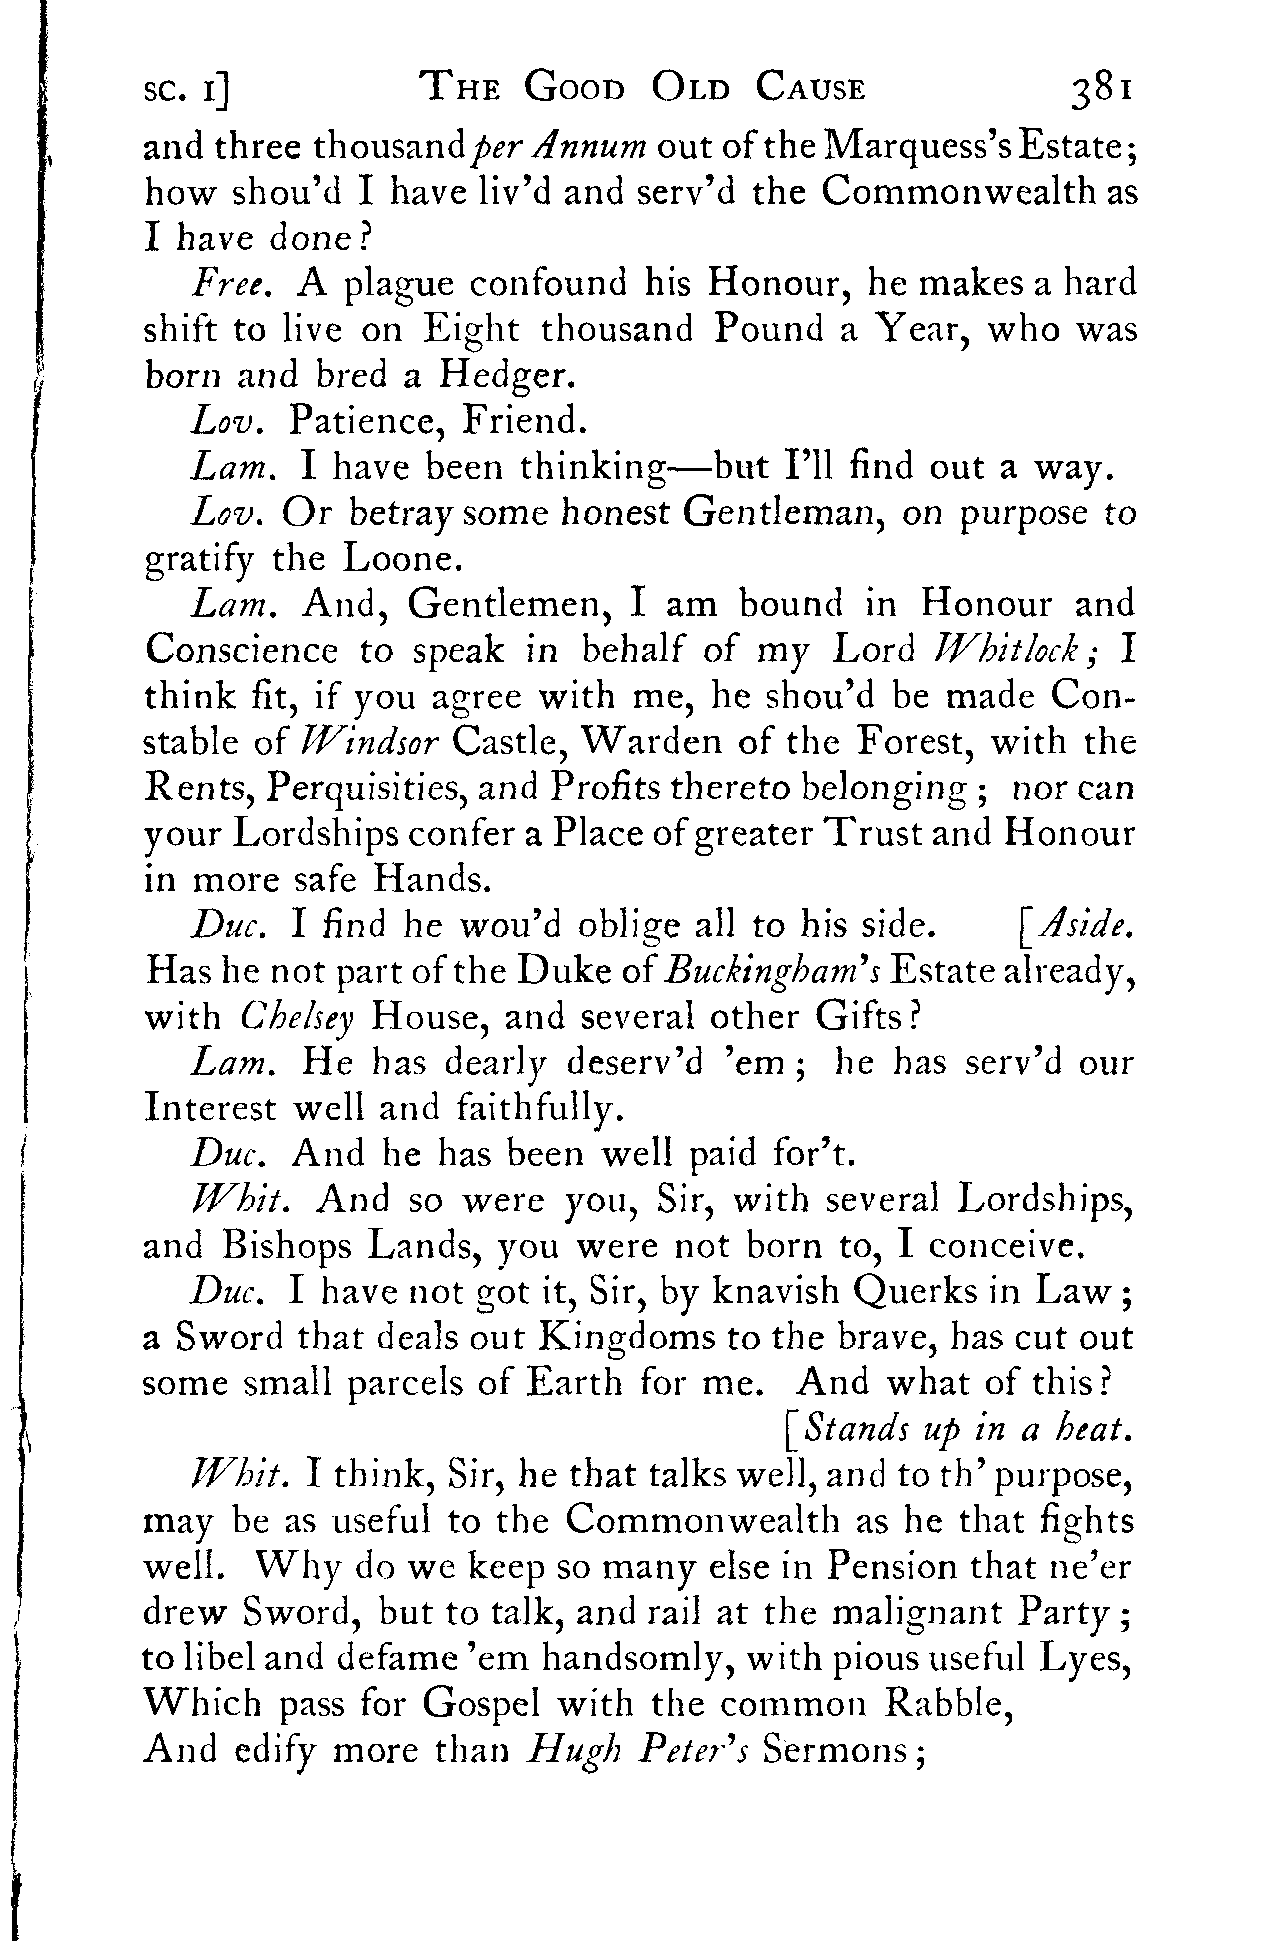 sc. 1] The Good Old Cause 381
and three thousand per Annum out of the Marquess's Estate;
how shou'd I have liv'd and serv'd the Commonwealth as
I have done?
Free. A plague confound his Honour, he makes a hard
shift to live on Eight thousand Pound a Year, who was
born and bred a Hedger.
Lov. Patience, Friend.
Lam. I have been thinking—but I'll find out a way.
Lov. Or betray some honest Gentleman, on purpose to
gratify the Loone.
Lam. And, Gentlemen, I am bound in Honour and
Conscience to speak in behalf of my Lord Whitlock; I
think fit, if you agree with me, he shou'd be made Con-
stable of Windsor Castle, Warden of the Forest, with the
Rents, Perquisities, and Profits thereto belonging; nor can
your Lordships confer a Place of greater Trust and Honour
in more safe Hands.
Duc. I find he wou'd oblige all to his side. [Aside.
Has he not part of the Duke of Buckingham's Estate already,
with Chelsey House, and several other Gifts?
Lam. He has dearly deserv'd 'em; he has serv'd our
Interest well and faithfully.
Duc. And he has been well paid for't.
Whit. And so were you, Sir, with several Lordships,
and Bishops Lands, you were not born to, I conceive.
Duc. I have not got it, Sir, by knavish Querks in Law;
a Sword that deals out Kingdoms to the brave, has cut out
some small parcels of Earth for me. And what of this?
[Stands up in a heat.
Whit. I think, Sir, he that talks well, and to th' purpose,
may be as useful to the Commonwealth as he that fights
well. Why do we keep so many else in Pension that ne'er
drew Sword, but to talk, and rail at the malignant Party;
to libel and defame 'em handsomly, with pious useful Lyes,
Which pass for Gospel with the common Rabble,
And edify more than Hugh Peter's Sermons;